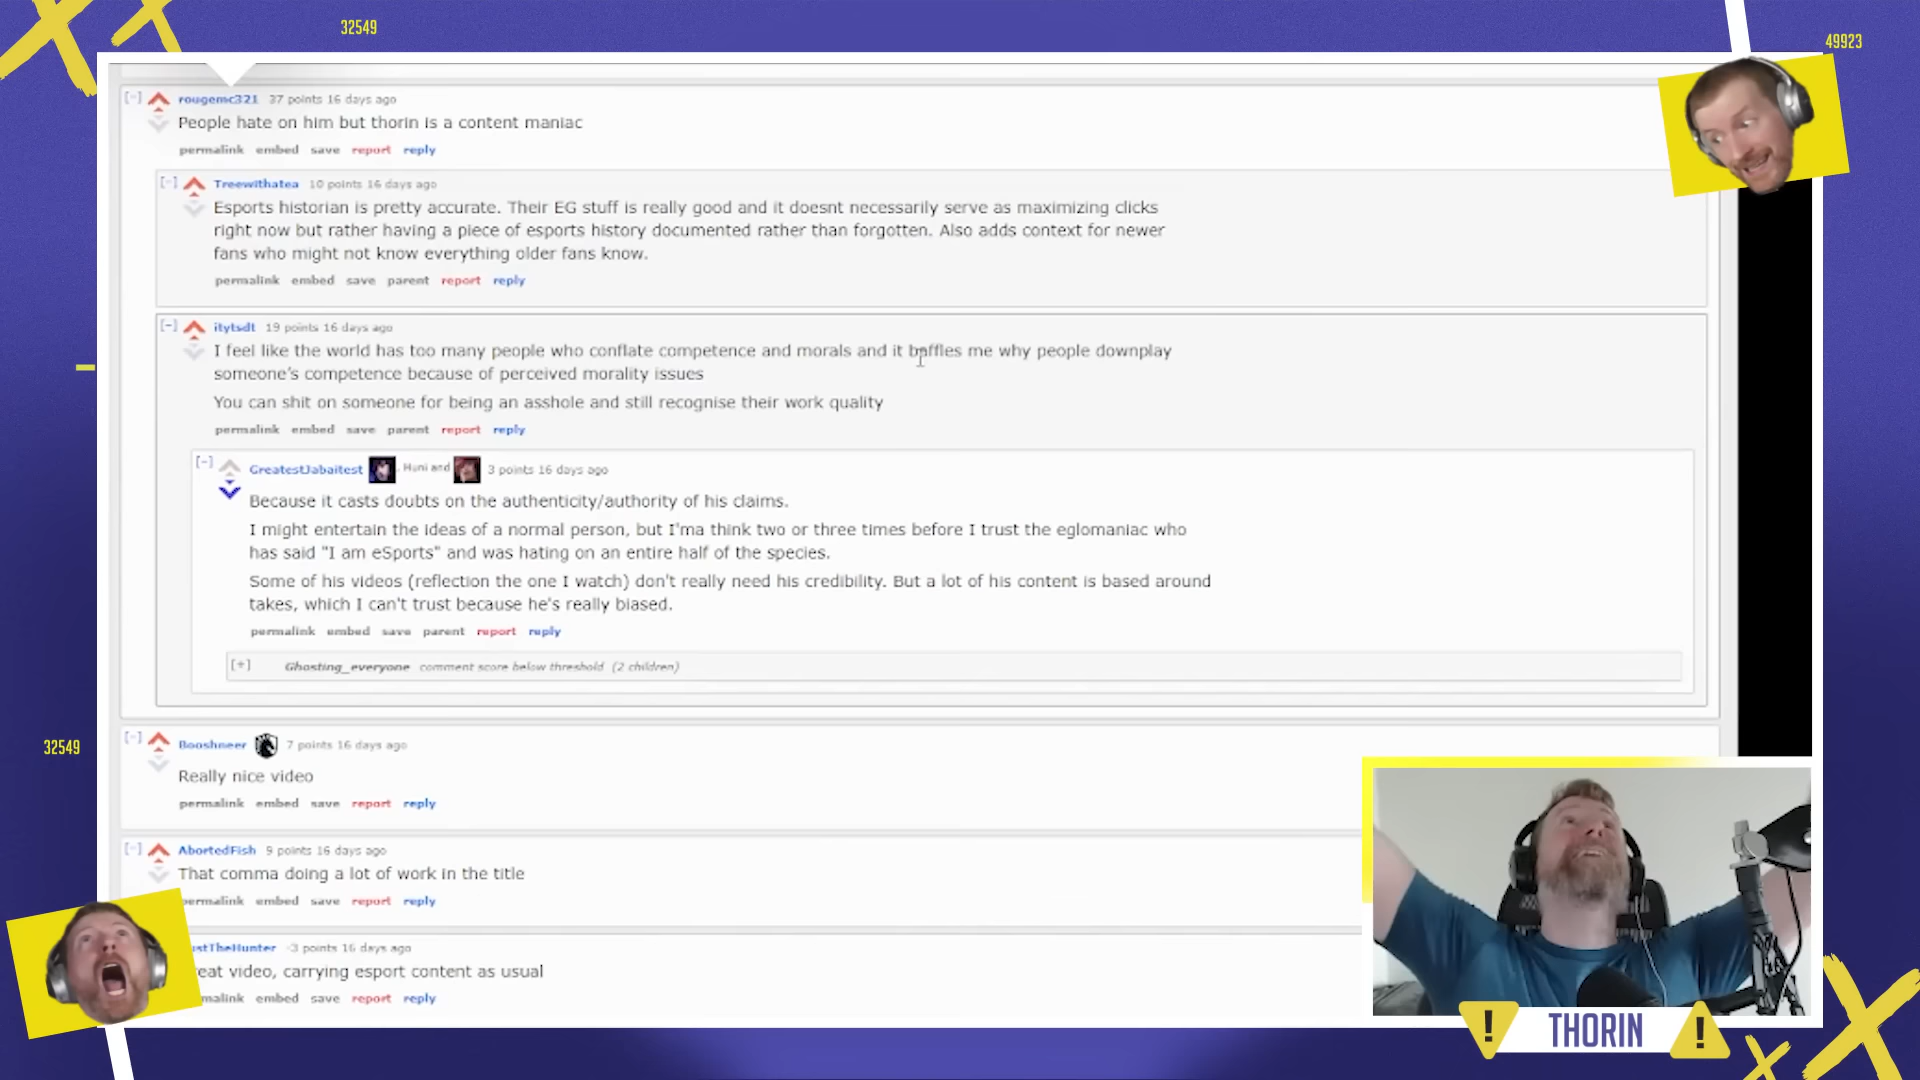 32549
49923
[-] rougemc321 37 points 16 days ago
People hate on him but thorin is a content maniac
permalink embed save report reply
[-] Treewithatea 10 points 16 days ago
Esports historian is pretty accurate. Their EG stuff is really good and it doesnt necessarily serve as maximizing clicks
right now but rather having a piece of esports history documented rather than forgotten. Also adds context for newer
fans who might not know everything older fans know.
permalink embed save parent report reply
[-] itytsdt 19 points 16 days ago
I feel like the world has too many people who conflate competence and morals and it baffles me why people downplay
someone's competence because of perceived morality issues
You can shit on someone for being an asshole and still recognise their work quality
permalink embed save parent report reply
[-] GreatestJabaitest Huni and 3 points 16 days ago
Because it casts doubts on the authenticity/authority of his claims.
I might entertain the ideas of a normal person, but I'ma think two or three times before I trust the eglomaniac who
has said "I am eSports" and was hating on an entire half of the species.
Some of his videos (reflection the one I watch) don't really need his credibility. But a lot of his content is based around
takes, which I can't trust because he's really biased.
permalink embed save parent report reply
[+] Ghosting_everyone comment score below threshold (2 children)
[-] Booshneer 7 points 16 days ago
32549
Really nice video
permalink embed save report reply
[-] AbortedFish 9 points 16 days ago
That comma doing a lot of work in the title
ermalink embed save report reply
ustTheHunter -3 points 16 days ago
reat video, carrying esport content as usual
malink embed save report reply
! THORIN !